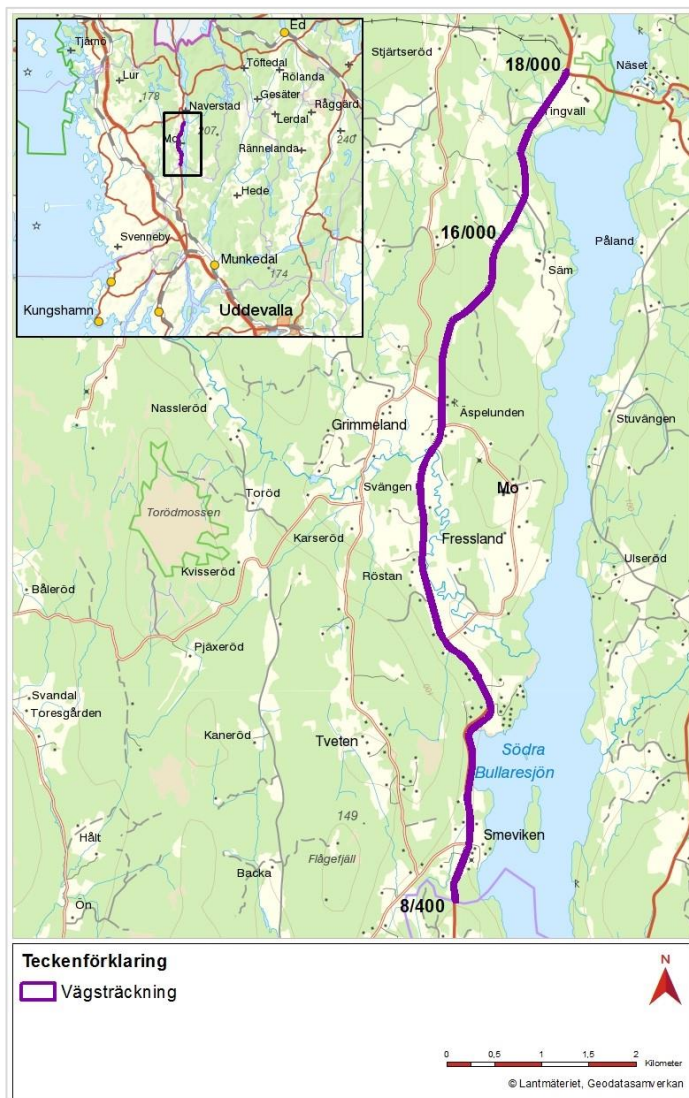 Ed
Tjärnö
Töftedal
Lur
Rölanda
178
Gesäter
Naverstad
Råggärd
Lerdal
Mo
207
240
Rännelanda
Hede
Svenneby
Munkedal
174
Kungshamn
Uddevalla
Stjärtseröd
18/000
Näset
Tingvall
16/000
Påland
Säm
Nassleröd
Äspelunden
Grimmeland
Stuvängen
Svängen
Mo
Toröd
Torödmossen
Karseröd
Fressland
Kvisseröd
Röstan
Ulseröd
Båleröd
Pjäxeröd
Svandal
Toresgården
Kaneröd
Tveten
Södra
Bullaresjön
149
Smeviken
Hålt
Flågefjäll
Backa
Ön
8/400
Teckenförklaring
Vägsträckning
N
0 0,5 1 1,5 2
Kilometer
© Lantmäteriet, Geodatasamverkan